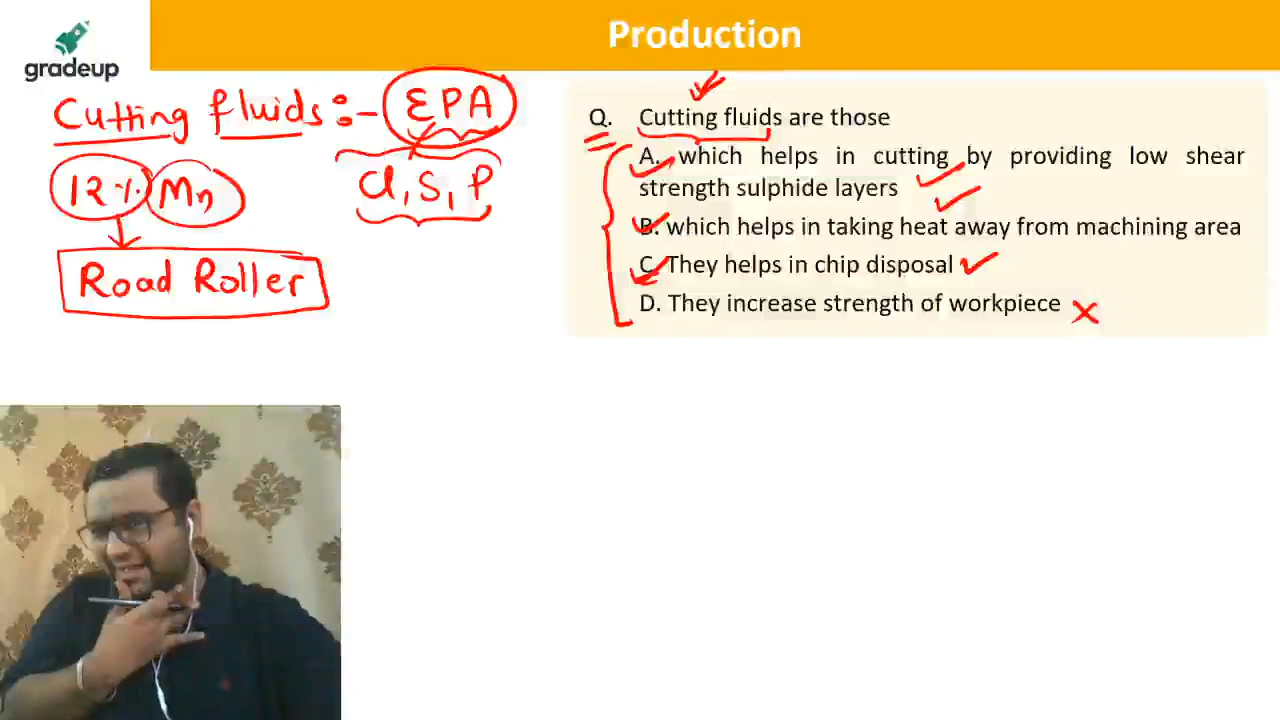 Production
gradeup
Cutting fluids :- EPA
12% Mn
Cl, S, P
Road Roller
Q. Cutting fluids are those
A. which helps in cutting by providing low shear
strength sulphide layers
B. which helps in taking heat away from machining area
C. They helps in chip disposal
D. They increase strength of workpiece